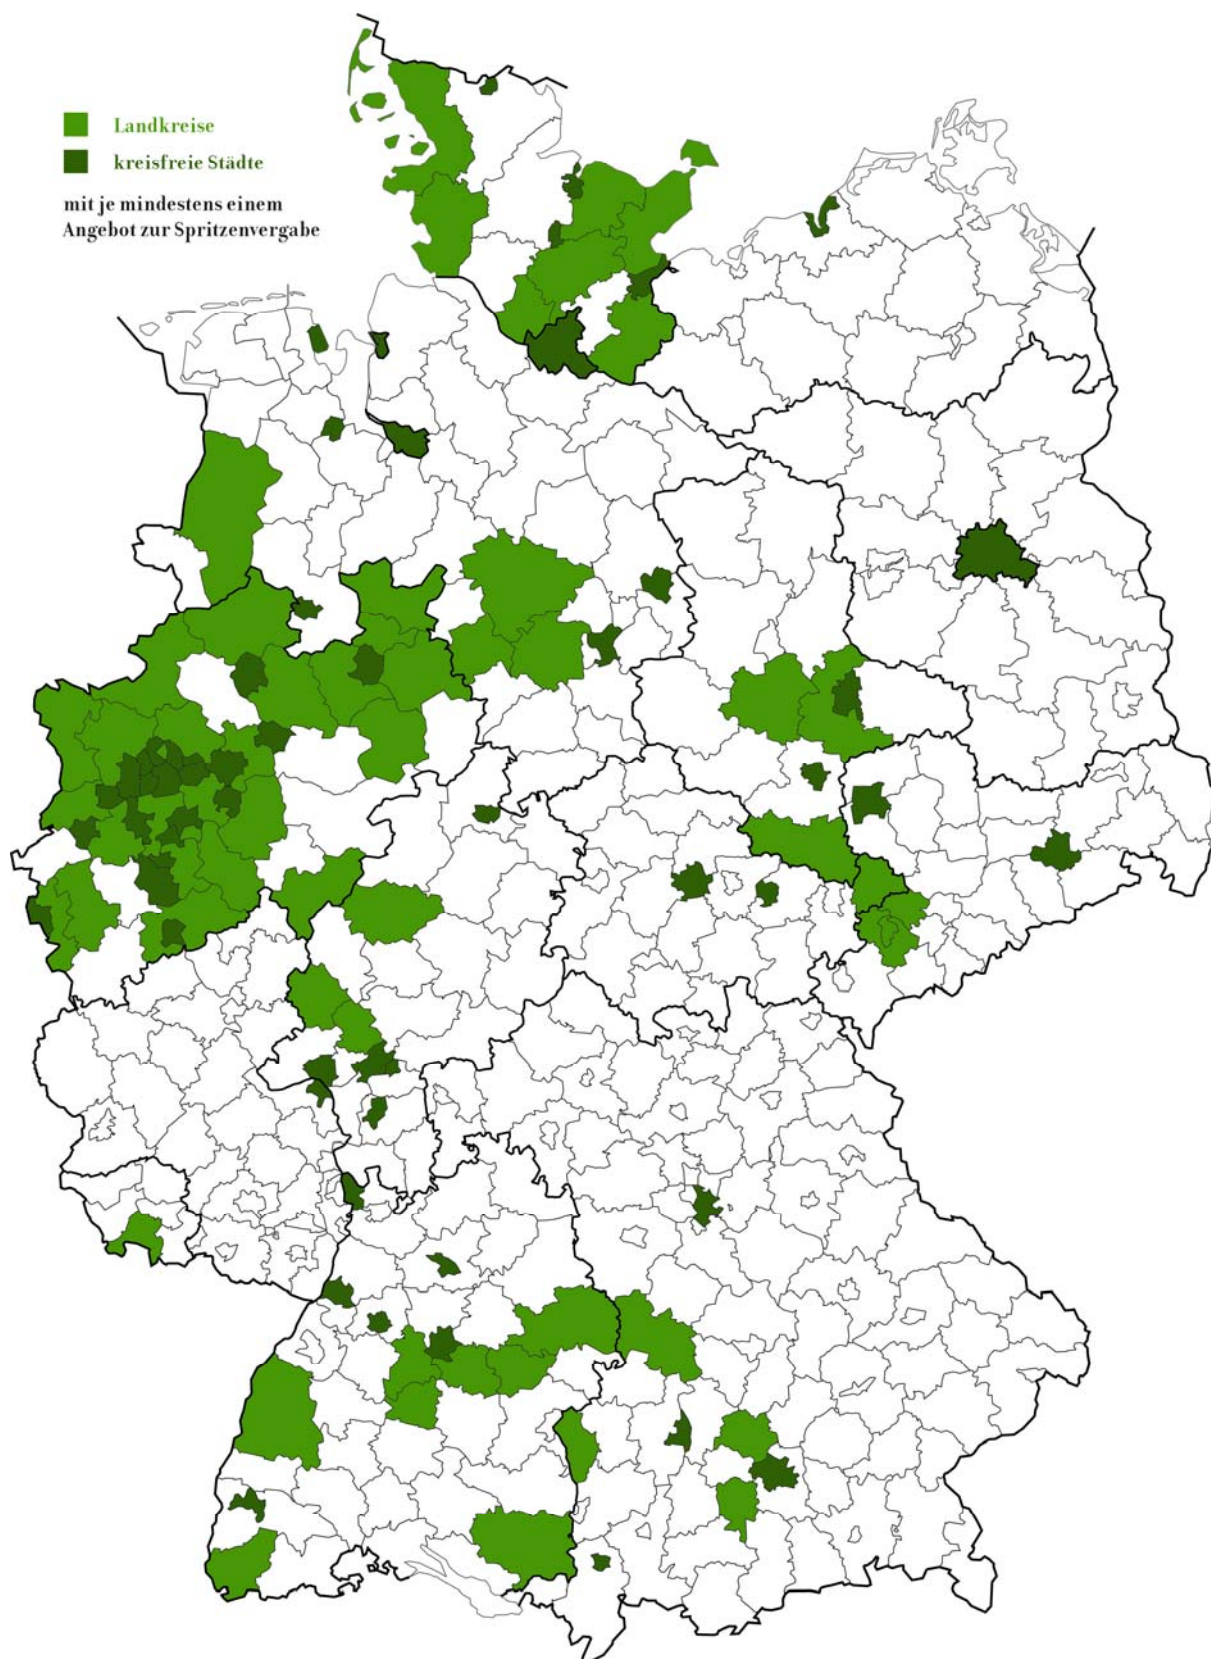 Landkreise
kreisfreie Städte
mit je mindestens einem
Angebot zur Spritzenvergabe